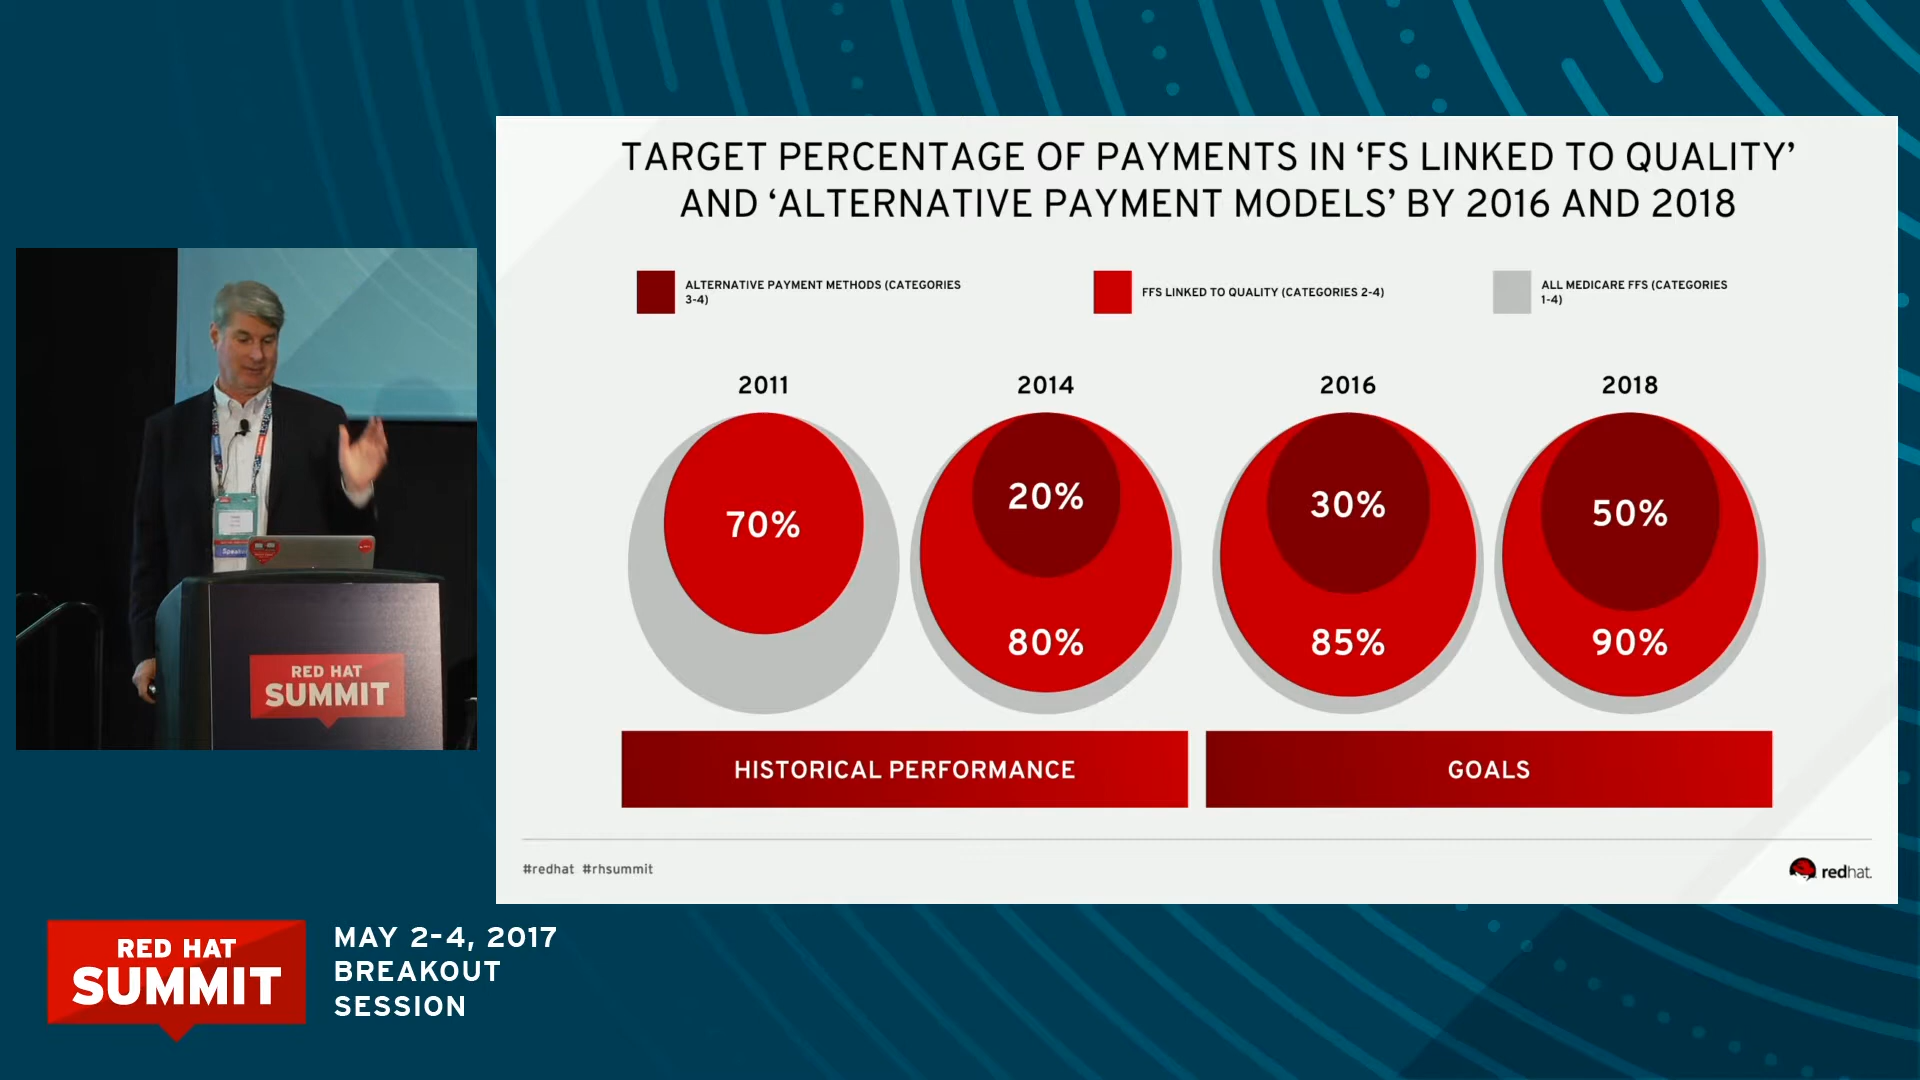 TARGET PERCENTAGE OF PAYMENTS IN ‘FS LINKED TO QUALITY’
AND ‘ALTERNATIVE PAYMENT MODELS’ BY 2016 AND 2018
ALTERNATIVE PAYMENT METHODS (CATEGORIES
3-4)
FFS LINKED TO QUALITY (CATEGORIES 2-4)
ALL MEDICARE FFS (CATEGORIES
1-4)
2011
2014
2016
2018
70%
20%
30%
50%
80%
85%
90%
HISTORICAL PERFORMANCE
GOALS
#redhat #rhsummit
redhat.
RED HAT
SUMMIT
RED HAT
SUMMIT
MAY 2-4, 2017
BREAKOUT
SESSION